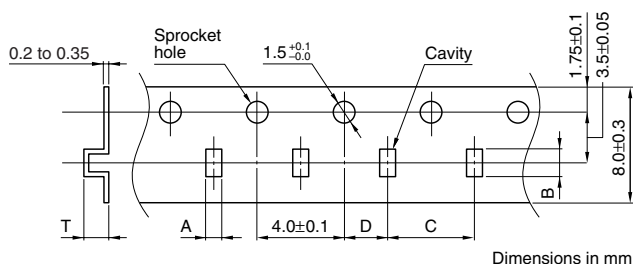 0.2 to 0.35
Sprocket
hole
1.5 +0.1 −0.0
Cavity
1.75±0.1
3.5±0.05
8.0±0.3
B
T
A
4.0±0.1
D
C
Dimensions in mm